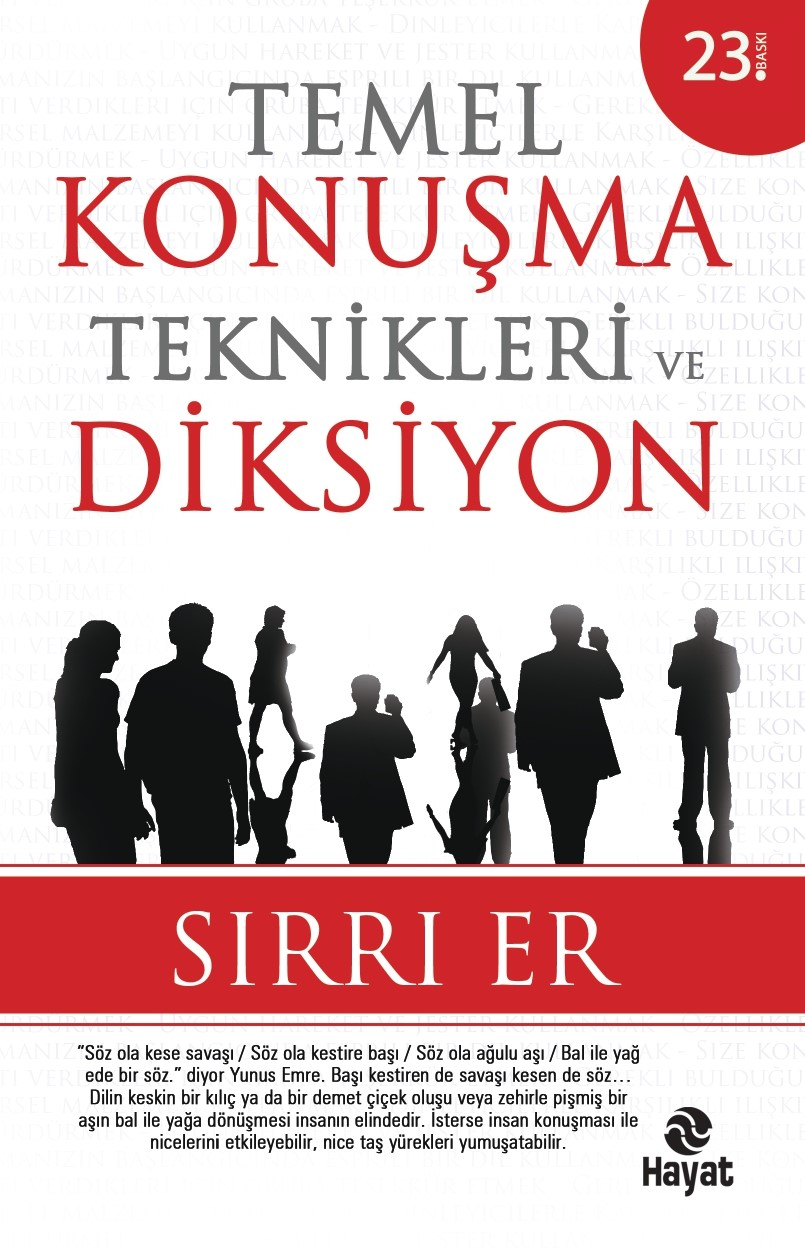 23.
BASKI
TEMEL
KONUŞMA
TEKNİKLERİ VE
DİKSİYON
SIRRI ER
"Söz ola kese savaşı / Söz ola kestire başı / Söz ola ağulu aşı / Bal ile yağ
ede bir söz." diyor Yunus Emre. Başı kestiren de savaşı kesen de söz...
Dilin keskin bir kılıç ya da bir demet çiçek oluşu veya zehirle pişmiş bir
aşın bal ile yağa dönüşmesi insanın elindedir. İsterse insan konuşması ile
nicelerini etkileyebilir, nice taş yürekleri yumuşatabilir.
Hayat